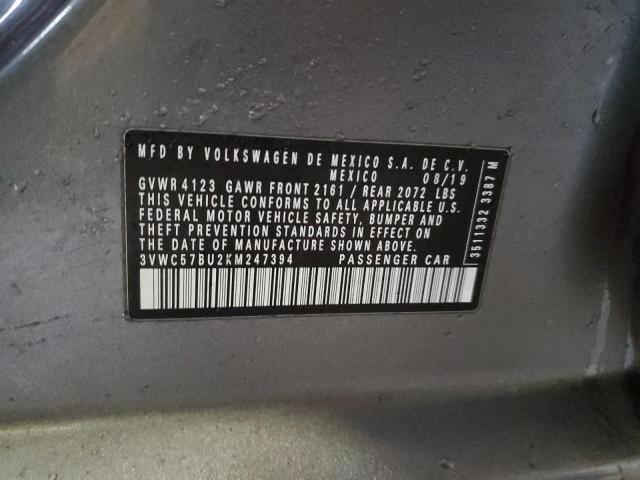 MFD BY VOLKSWAGEN DE MEXICO S.A. DE C.V.
MEXICO 08/19
GVWR 4123 GAWR FRONT 2161 / REAR 2072 LBS
THIS VEHICLE CONFORMS TO ALL APPLICABLE U.S.
FEDERAL MOTOR VEHICLE SAFETY, BUMPER AND
THEFT PREVENTION STANDARDS IN EFFECT ON
THE DATE OF MANUFACTURE SHOWN ABOVE.
3VWC57BU2KM247394 PASSENGER CAR
3511332 3387 M